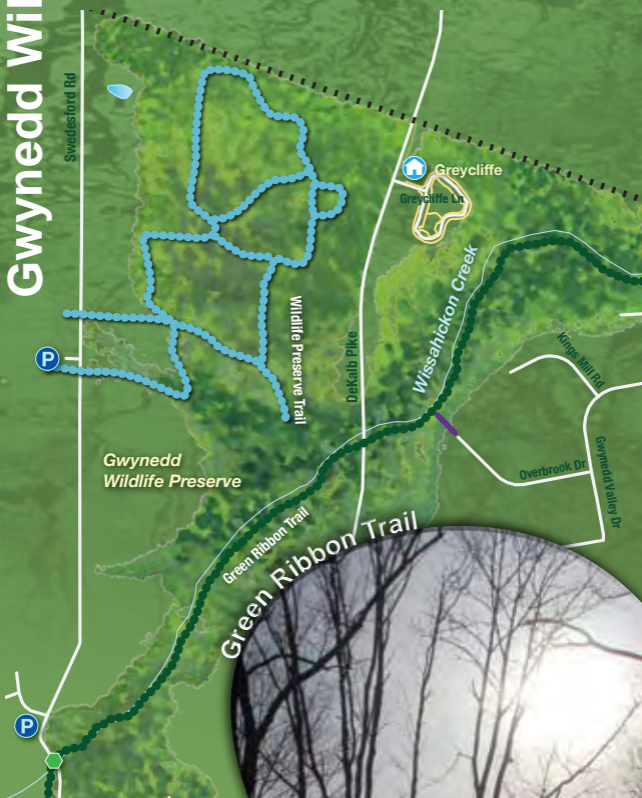 Gwynedd Wil
Swedesford Rd
Greycliffe
Greycliffe Ln
Wissahickon Creek
Wildlife Preserve Trail
DeKalb Pike
Kings Mill Rd
P
Gwynedd
Wildlife Preserve
Overbrook Dr
Gwynedd Valley Dr
Green Ribbon Trail
Green Ribbon Trail
P